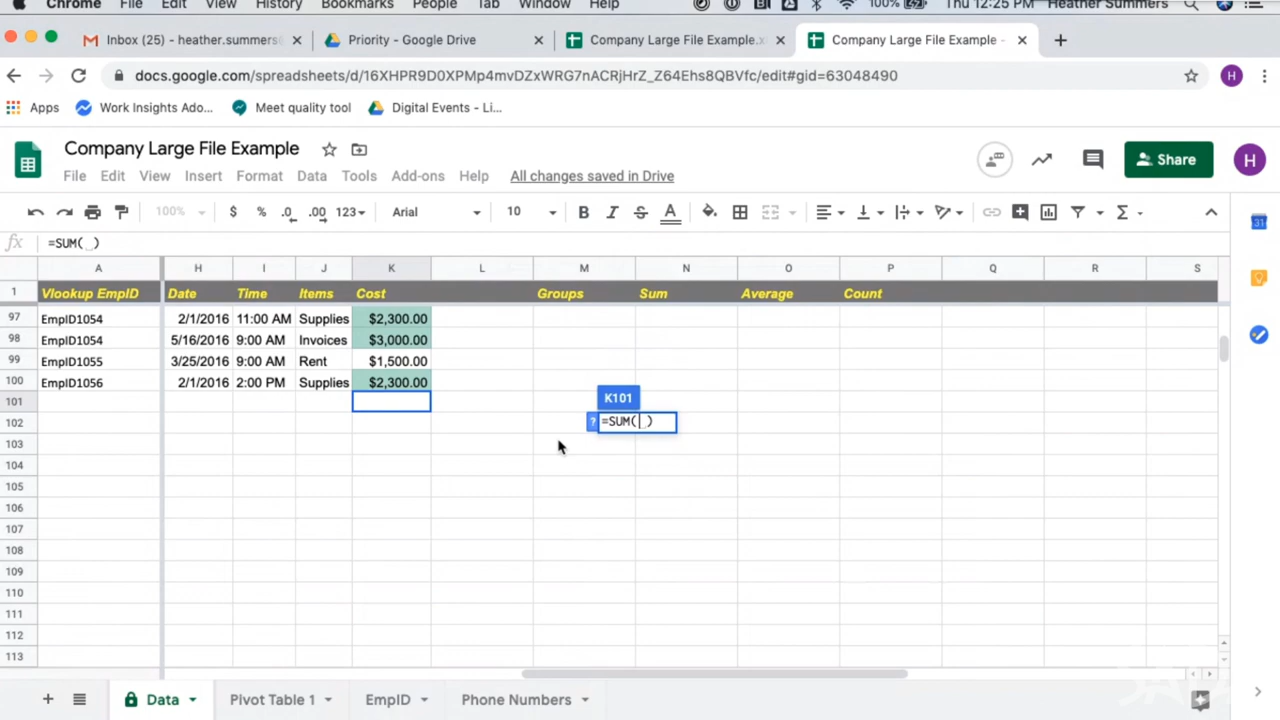 Chrome File Edit View History Bookmarks People Tab Window Help 100% Thu 12:25 PM Heather Summers
Inbox (25) - heather.summers@ Priority - Google Drive Company Large File Example.x Company Large File Example -
docs.google.com/spreadsheets/d/16XHPR9D0XPMp4mvDZxWRG7nACRjHrZ_Z64Ehs8QBVfc/edit#gid=63048490 H
Apps Work Insights Ado... Meet quality tool Digital Events - Li...
Company Large File Example
File Edit View Insert Format Data Tools Add-ons Help All changes saved in Drive
Share H
100% $ % .0 .00 123 Arial 10 B I S A Σ
fx =SUM(_)
A H I J K L M N O P Q R S
1 Vlookup EmpID Date Time Items Cost Groups Sum Average Count
97 EmpID1054 2/1/2016 11:00 AM Supplies $2,300.00
98 EmpID1054 5/16/2016 9:00 AM Invoices $3,000.00
99 EmpID1055 3/25/2016 9:00 AM Rent $1,500.00
100 EmpID1056 2/1/2016 2:00 PM Supplies $2,300.00
101 K101
102 ? =SUM(_)
103
104
105
106
107
108
109
110
111
112
113
Data Pivot Table 1 EmpID Phone Numbers
31